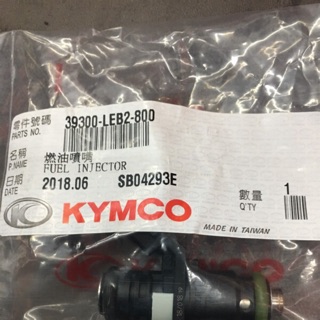 零件號碼 39300-LEB2-800
PARTS NO.
名稱 燃油噴嘴
P.NAME FUEL INJECTOR
日期 2018.06 SB04293E
DATE
數量 1
Q'TY
KYMCO
MADE IN TAIWAN